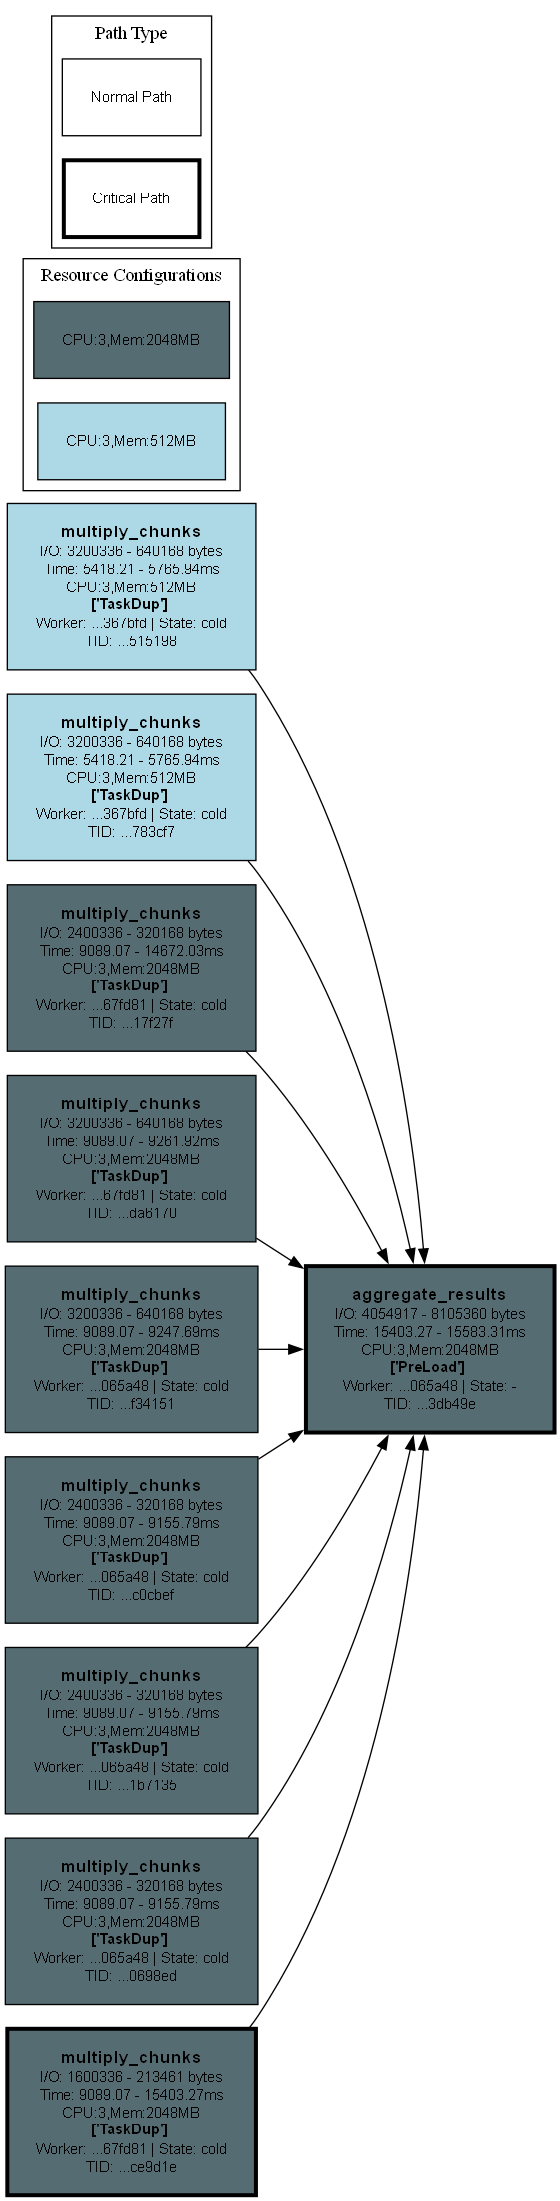 Path Type
Normal Path
Critical Path
Resource Configurations
CPU:3,Mem:2048MB
CPU:3,Mem:512MB
multiply_chunks
I/O: 3200336 - 640168 bytes
Time: 5418.21 - 5765.94ms
CPU:3,Mem:512MB
['TaskDup']
Worker: ...367bfd | State: cold
TID: ...515198
multiply_chunks
I/O: 3200336 - 640168 bytes
Time: 5418.21 - 5765.94ms
CPU:3,Mem:512MB
['TaskDup']
Worker: ...367bfd | State: cold
TID: ...783cf7
multiply_chunks
I/O: 2400336 - 320168 bytes
Time: 9089.07 - 14672.03ms
CPU:3,Mem:2048MB
['TaskDup']
Worker: ...67fd81 | State: cold
TID: ...17f27f
multiply_chunks
I/O: 3200336 - 640168 bytes
Time: 9089.07 - 9261.92ms
CPU:3,Mem:2048MB
['TaskDup']
Worker: ...67fd81 | State: cold
TID: ...da6170
multiply_chunks
I/O: 3200336 - 640168 bytes
Time: 9089.07 - 9247.69ms
CPU:3,Mem:2048MB
['TaskDup']
Worker: ...065a48 | State: cold
TID: ...f34151
aggregate_results
I/O: 4054917 - 8105360 bytes
Time: 15403.27 - 15583.31ms
CPU:3,Mem:2048MB
['PreLoad']
Worker: ...065a48 | State: -
TID: ...3db49e
multiply_chunks
I/O: 2400336 - 320168 bytes
Time: 9089.07 - 9155.79ms
CPU:3,Mem:2048MB
['TaskDup']
Worker: ...065a48 | State: cold
TID: ...c0cbef
multiply_chunks
I/O: 2400336 - 320168 bytes
Time: 9089.07 - 9155.79ms
CPU:3,Mem:2048MB
['TaskDup']
Worker: ...065a48 | State: cold
TID: ...1b7135
multiply_chunks
I/O: 2400336 - 320168 bytes
Time: 9089.07 - 9155.79ms
CPU:3,Mem:2048MB
['TaskDup']
Worker: ...065a48 | State: cold
TID: ...0698ed
multiply_chunks
I/O: 1600336 - 213461 bytes
Time: 9089.07 - 15403.27ms
CPU:3,Mem:2048MB
['TaskDup']
Worker: ...67fd81 | State: cold
TID: ...ce9d1e